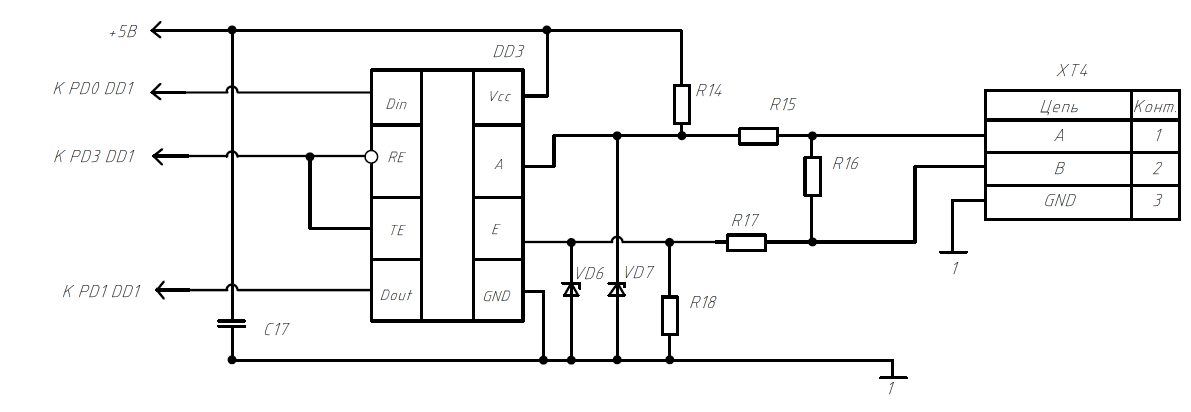 +5В
DD3
К PD0 DD1
К PD3 DD1
К PD1 DD1
Din
RE
TE
Dout
Vcc
A
E
GND
C17
R14
R15
R16
R17
R18
VD6
VD7
1
XT4
Цепь Конт.
A 1
B 2
GND 3
1